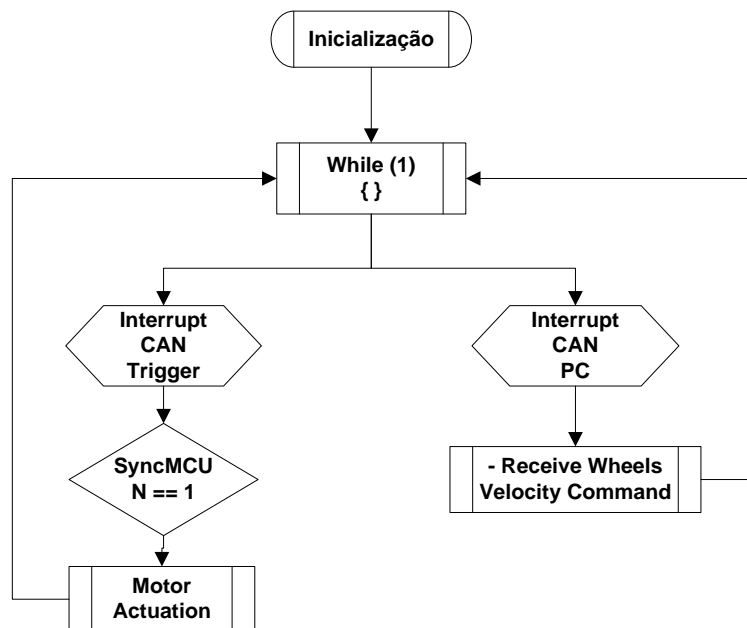 Inicialização
While (1)
{ }
Interrupt
CAN
Trigger
Interrupt
CAN
PC
SyncMCU
N == 1
- Receive Wheels
Velocity Command
Motor
Actuation